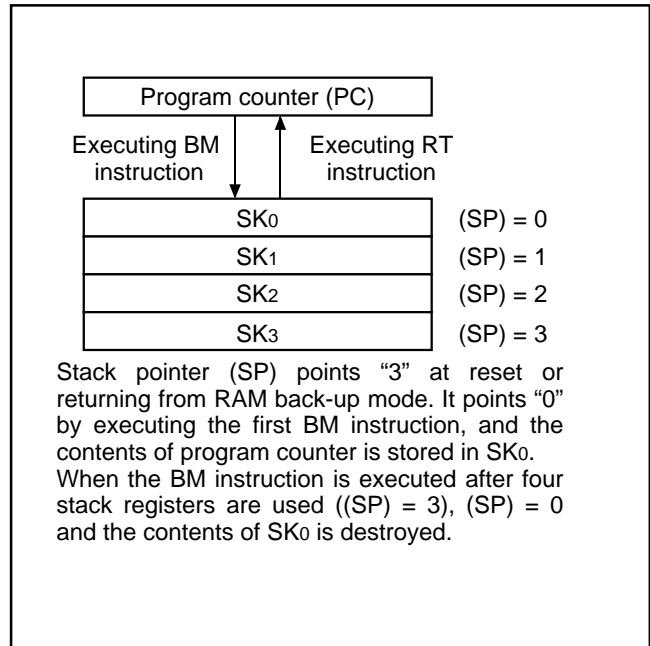 Program counter (PC)
Executing BM instruction
Executing RT instruction
SK0 (SP) = 0
SK1 (SP) = 1
SK2 (SP) = 2
SK3 (SP) = 3
Stack pointer (SP) points “3” at reset or
returning from RAM back-up mode. It points “0”
by executing the first BM instruction, and the
contents of program counter is stored in SK0.
When the BM instruction is executed after four
stack registers are used ((SP) = 3), (SP) = 0
and the contents of SK0 is destroyed.